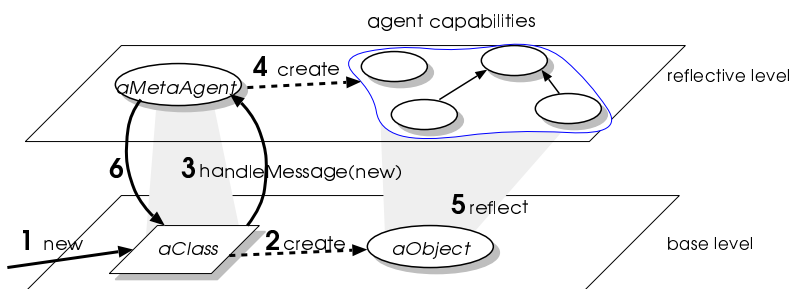 agent capabilities
4 create
aMetaAgent
reflective level
6
3 handleMessage(new)
5 reflect
1 new
aClass
2 create
aObject
base level